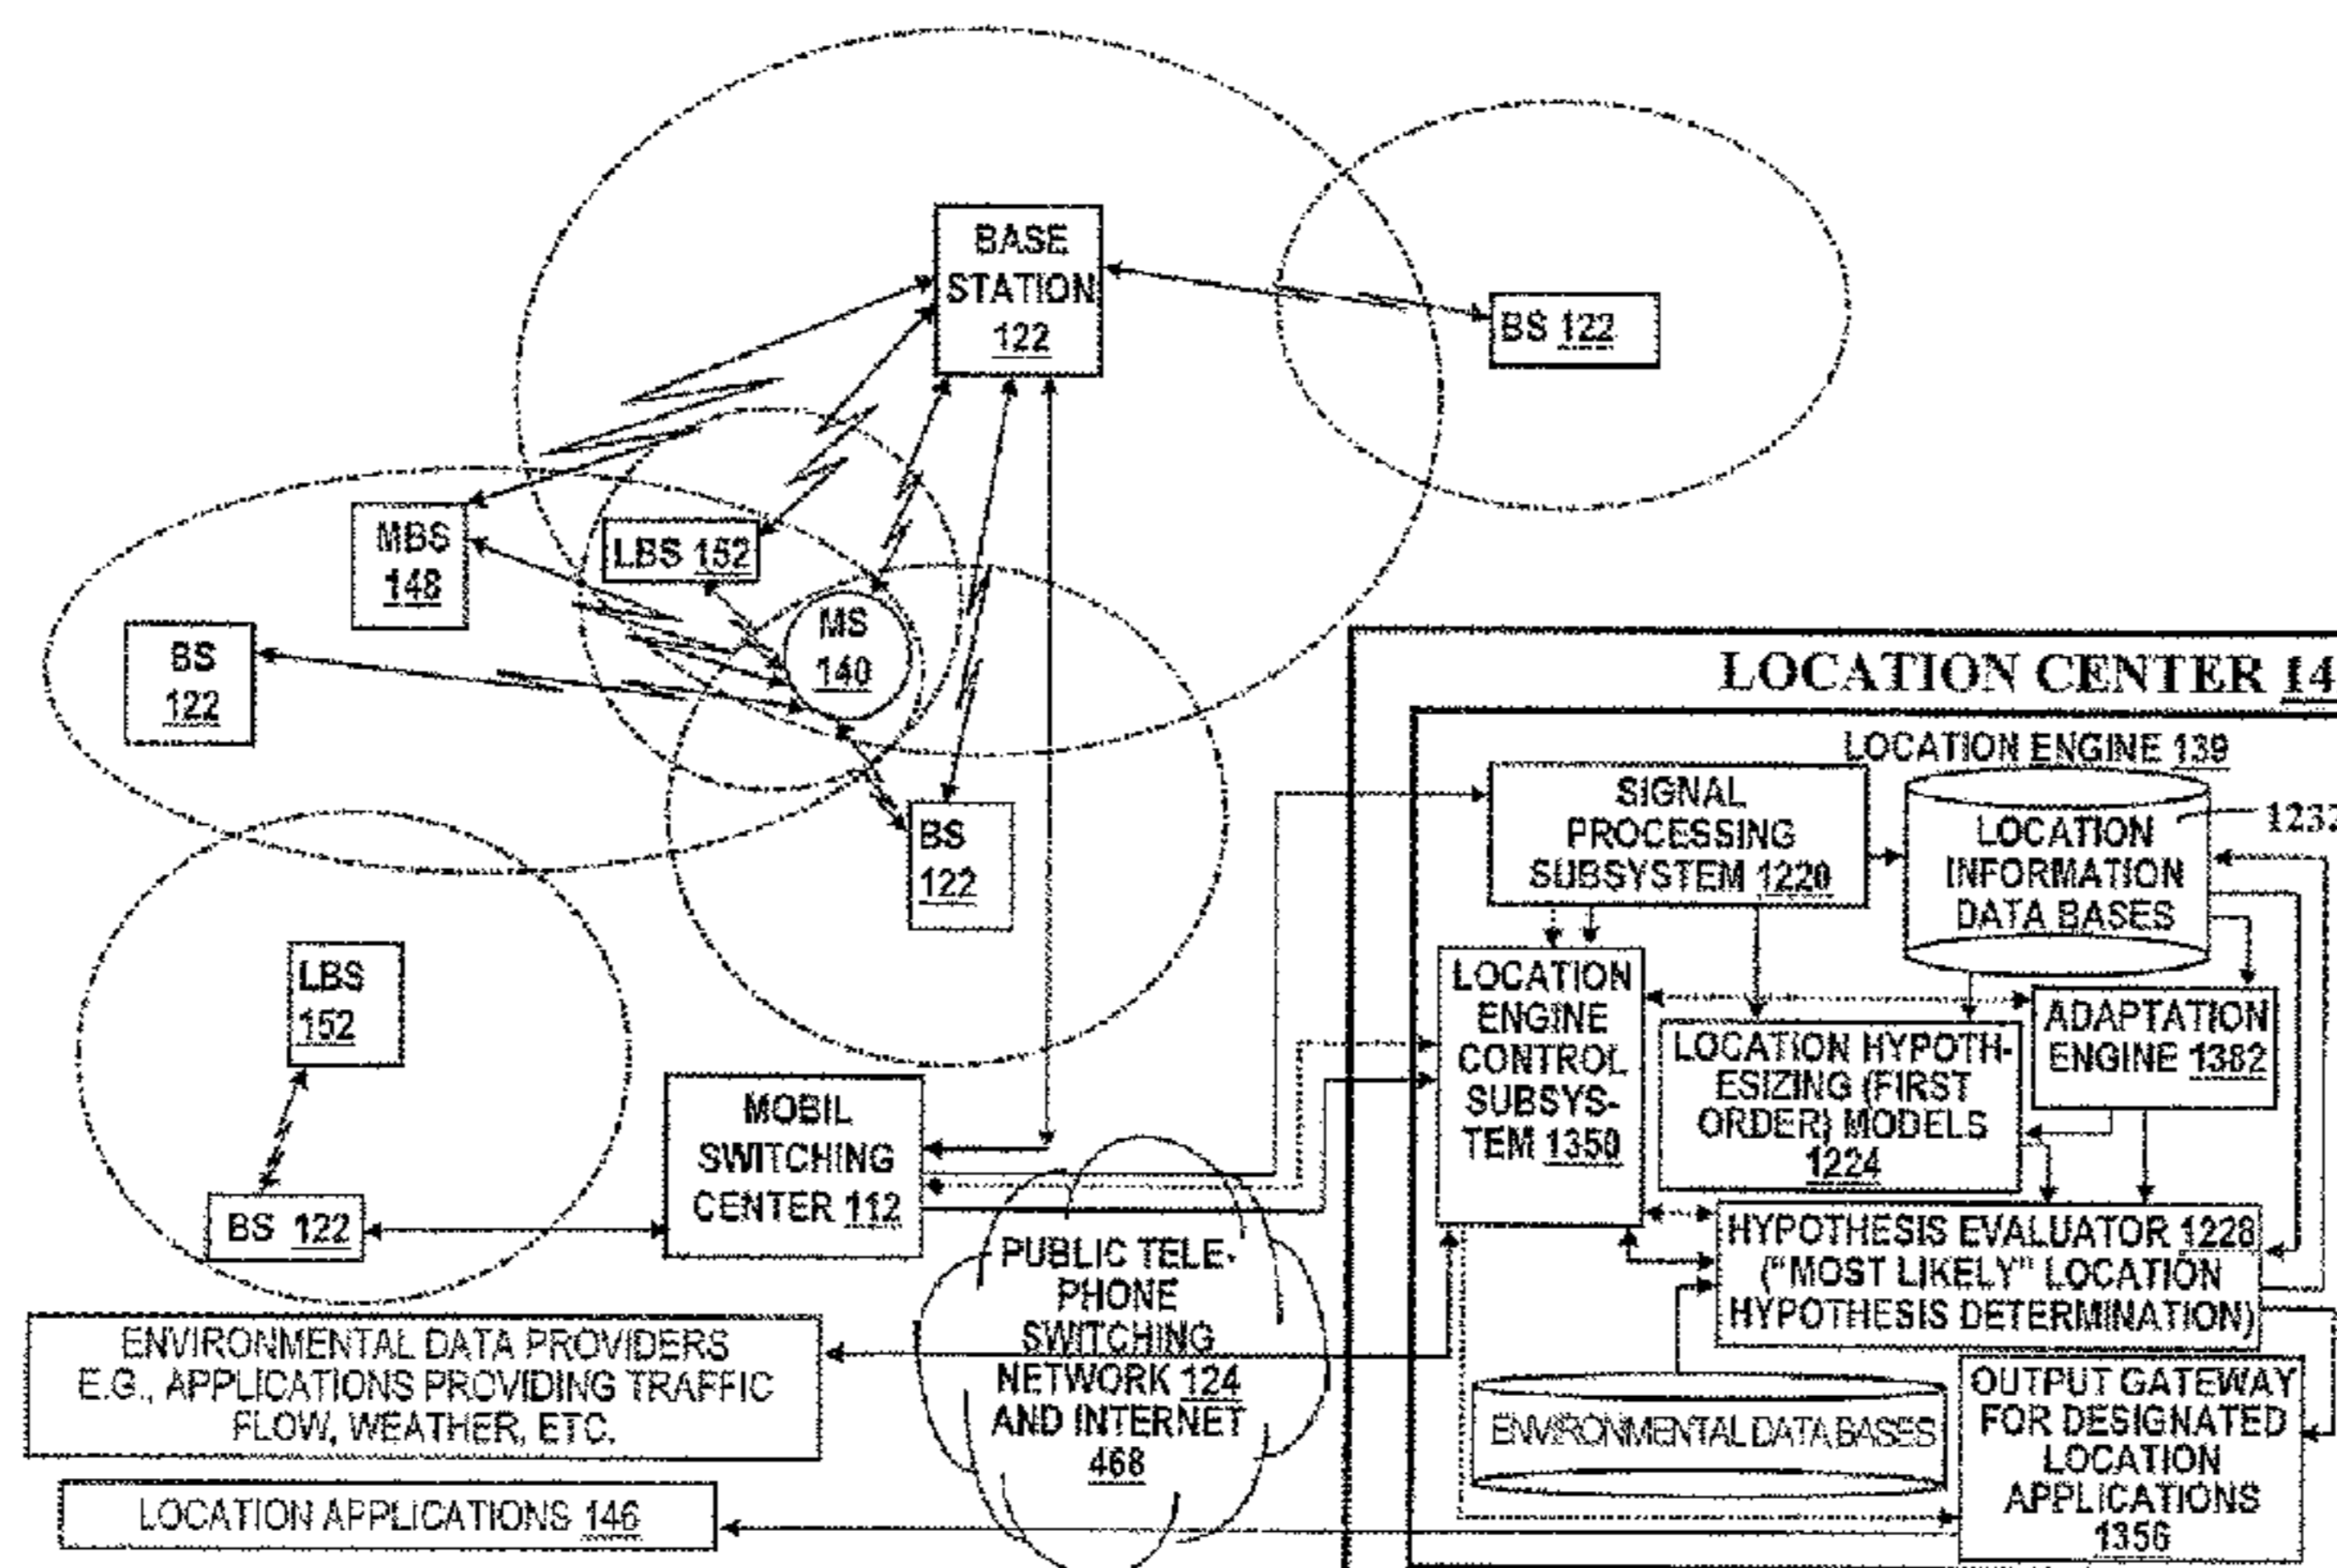 BASE
STATION
122
BS 122
MBS
148
LBS 152
MS
140
BS
122
BS
122
LBS
152
BS 122
MOBIL
SWITCHING
CENTER 112
PUBLIC TELE-
PHONE
SWITCHING
NETWORK 124
AND INTERNET
468
ENVIRONMENTAL DATA PROVIDERS
E.G., APPLICATIONS PROVIDING TRAFFIC
FLOW, WEATHER, ETC.
LOCATION APPLICATIONS 146
LOCATION CENTER 14
LOCATION ENGINE 139
SIGNAL
PROCESSING
SUBSYSTEM 1220
LOCATION
INFORMATION
DATA BASES
1232
LOCATION
ENGINE
CONTROL
SUBSYS-
TEM 1350
LOCATION HYPOTH-
ESIZING (FIRST
ORDER) MODELS
1224
ADAPTATION
ENGINE 1382
HYPOTHESIS EVALUATOR 1228
("MOST LIKELY" LOCATION
HYPOTHESIS DETERMINATION)
ENVIRONMENTAL DATA BASES
OUTPUT GATEWAY
FOR DESIGNATED
LOCATION
APPLICATIONS
1356